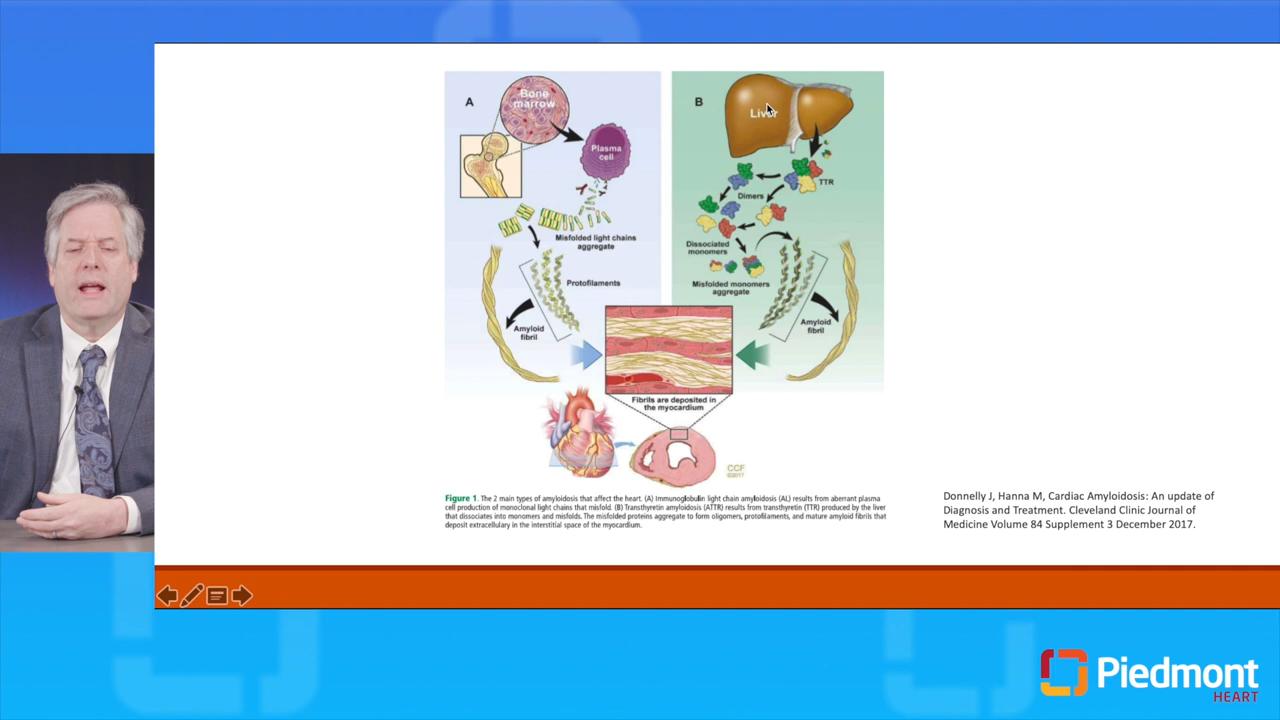 A
Bone
marrow
Plasma
cell
Misfolded light chains
aggregate
Protofilaments
Amyloid
fibril
B
Liver
TTR
Dimers
Dissociated
monomers
Misfolded monomers
aggregate
Amyloid
fibril
Fibrils are deposited in
the myocardium
CCF
©2017
Figure 1. The 2 main types of amyloidosis that affect the heart. (A) Immunoglobulin light chain amyloidosis (AL) results from aberrant plasma
cell production of monoclonal light chains that misfold. (B) Transthyretin amyloidosis (ATTR) results from transthyretin (TTR) produced by the liver
that dissociates into monomers and misfolds. The misfolded proteins aggregate to form oligomers, protofilaments, and mature amyloid fibrils that
deposit extracellularly in the interstitial space of the myocardium.
Donnelly J, Hanna M, Cardiac Amyloidosis: An update of
Diagnosis and Treatment. Cleveland Clinic Journal of
Medicine Volume 84 Supplement 3 December 2017.
Piedmont
HEART